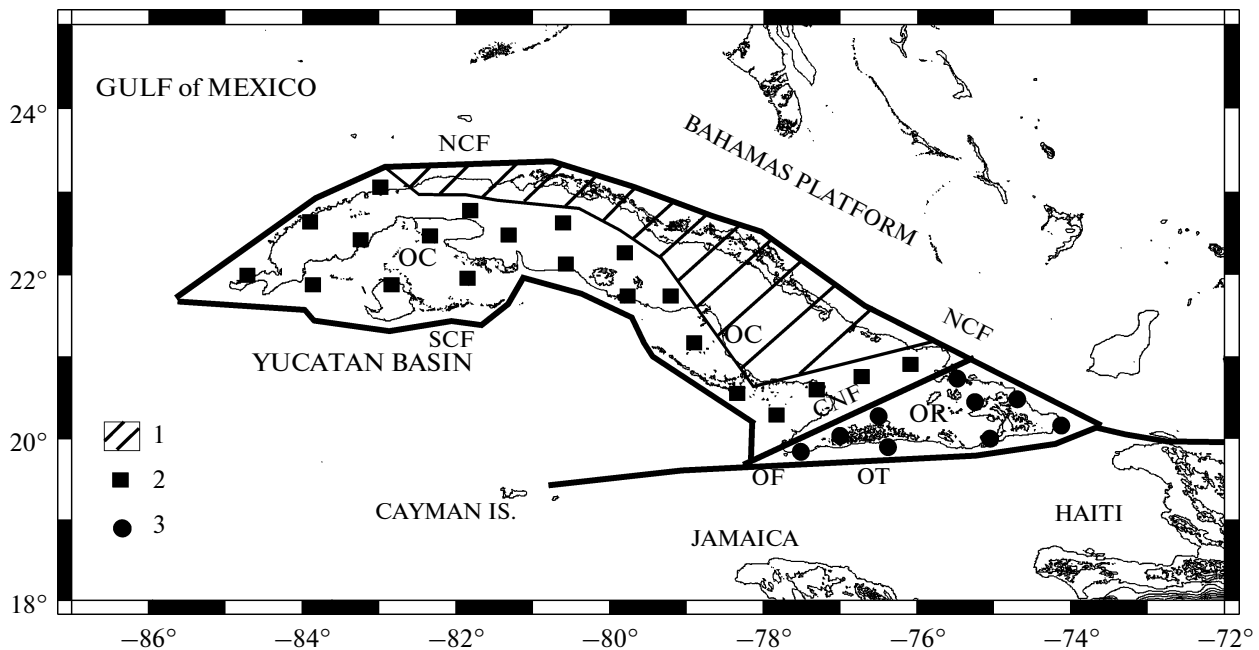 GULF of MEXICO
24°
NCF
BAHAMAS PLATFORM
OC
22°
OC
NCF
SCF
YUCATAN BASIN
GNF
OR
1
20°
2
OF
OT
CAYMAN IS.
3
HAITI
JAMAICA
18°
−86° −84° −82° −80° −78° −76° −74° −72°